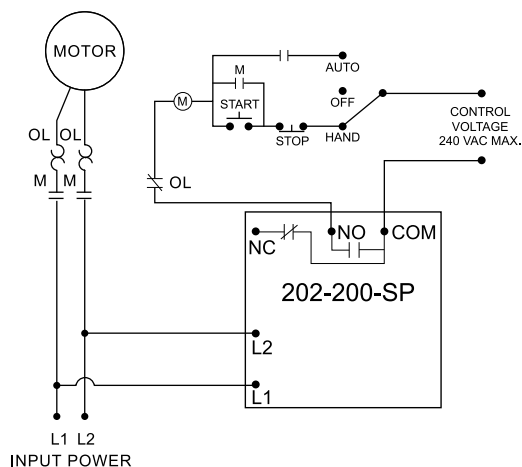 MOTOR
AUTO
M
OFF
M
START
STOP
HAND
CONTROL
VOLTAGE
240 VAC MAX.
OL OL
M M
OL
NC
NO
COM
202-200-SP
L2
L1
L1 L2
INPUT POWER